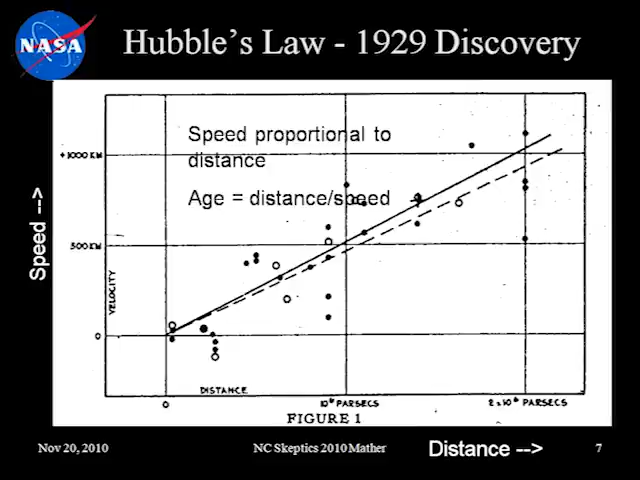 NASA
Hubble's Law - 1929 Discovery
Speed proportional to
distance
Age = distance/speed
+1000 KM
500 KM
0
VELOCITY
Speed -->
DISTANCE
0
10⁶ PARSECS
2 x 10⁶ PARSECS
FIGURE 1
Nov 20, 2010
NC Skeptics 2010 Mather
Distance -->
7